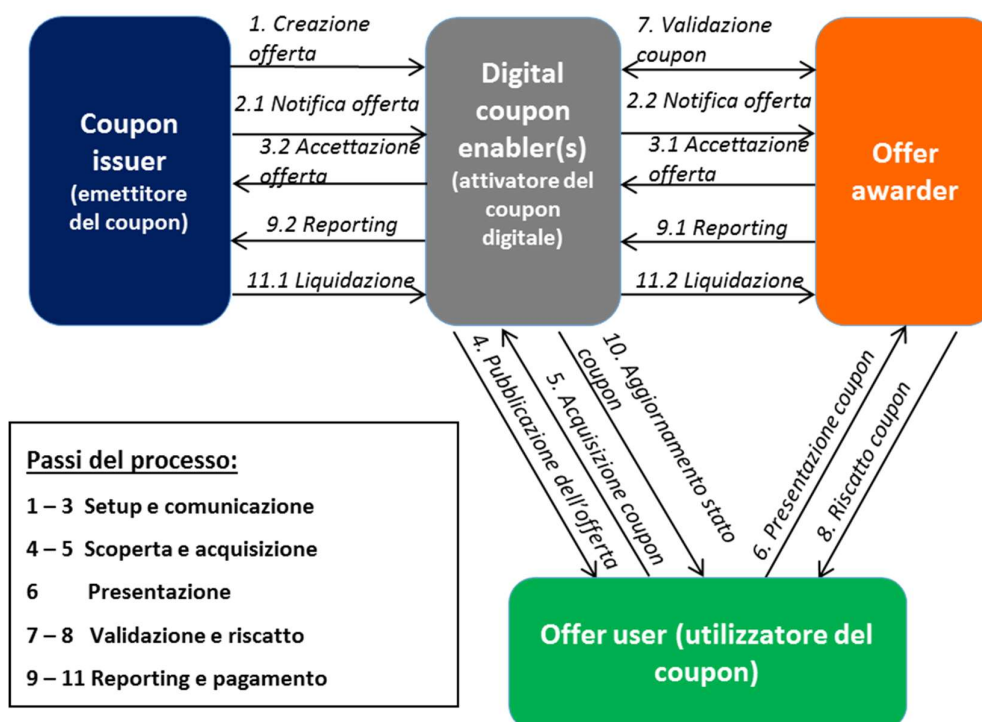 Coupon
issuer
(emettitore
del coupon)
1. Creazione
offerta
2.1 Notifica offerta
3.2 Accettazione
offerta
9.2 Reporting
11.1 Liquidazione
Digital
coupon
enabler(s)
(attivatore del
coupon
digitale)
7. Validazione
coupon
2.2 Notifica offerta
3.1 Accettazione
offerta
9.1 Reporting
11.2 Liquidazione
Offer
awarder
4. Pubblicazione dell'offerta
5. Acquisizione coupon
10. Aggiornamento stato
coupon
6. Presentazione coupon
8. Riscatto coupon
Passi del processo:
1 – 3 Setup e comunicazione
4 – 5 Scoperta e acquisizione
6 Presentazione
7 – 8 Validazione e riscatto
9 – 11 Reporting e pagamento
Offer user (utilizzatore del
coupon)